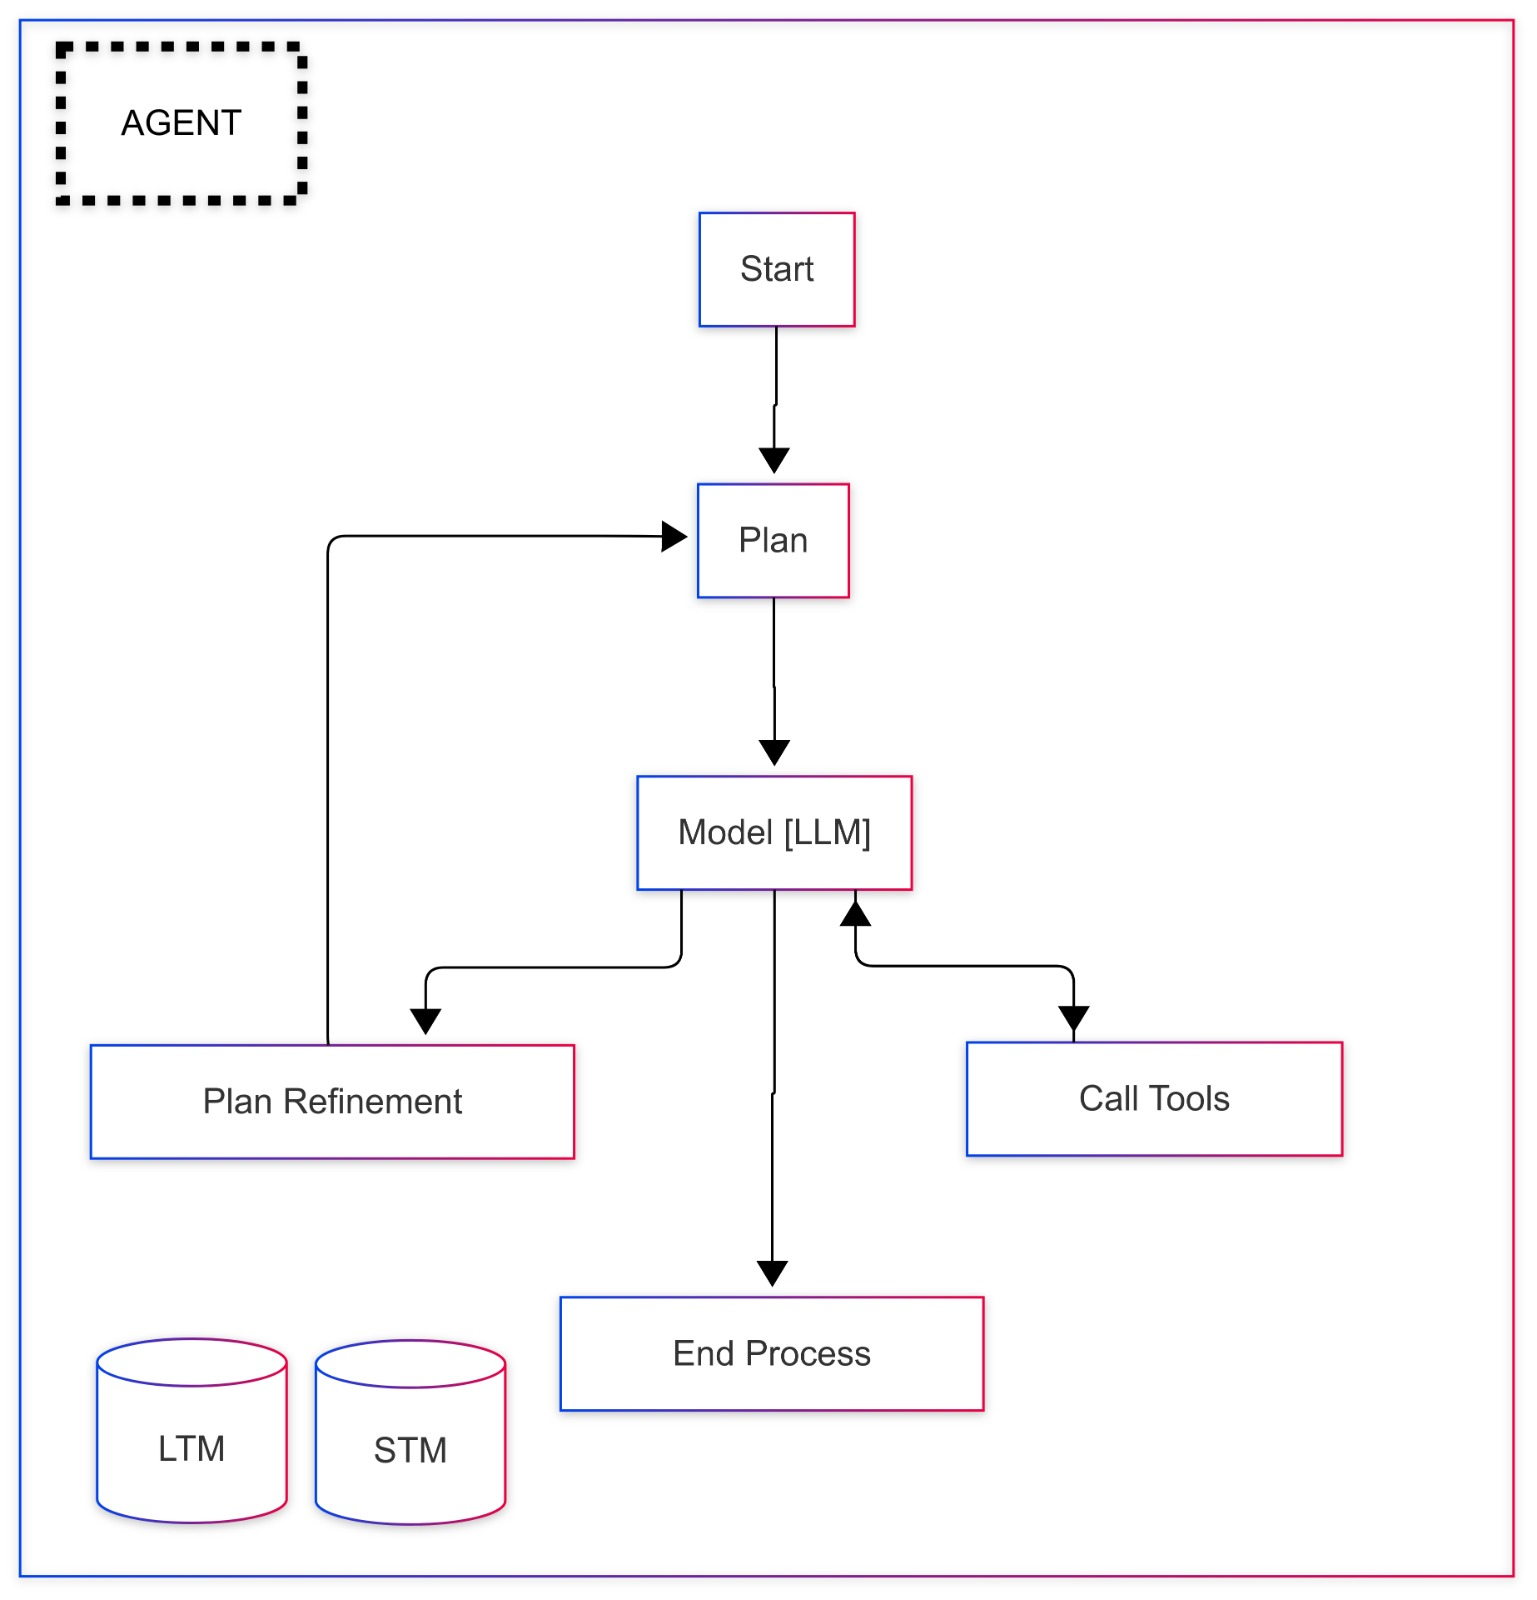 AGENT
Start
Plan
Model [LLM]
Plan Refinement
Call Tools
End Process
LTM
STM